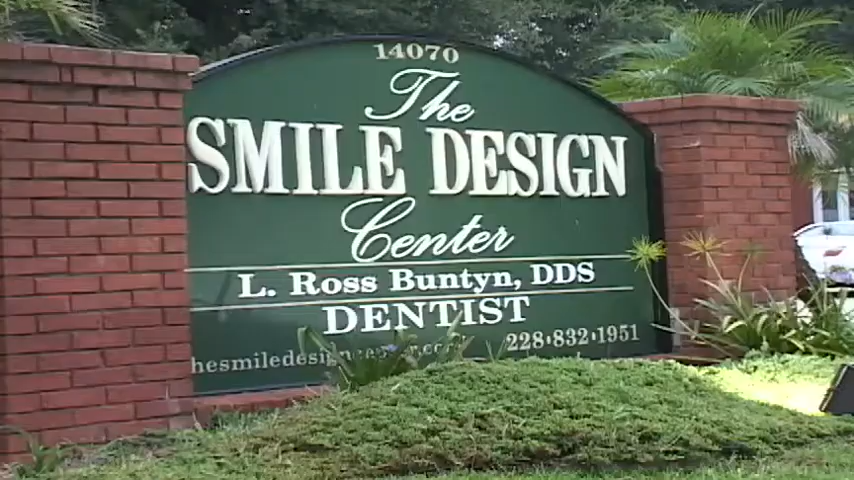 14070
The
SMILE DESIGN
Center
L. ROSS BUNTYN, DDS
DENTIST
228·832·1951